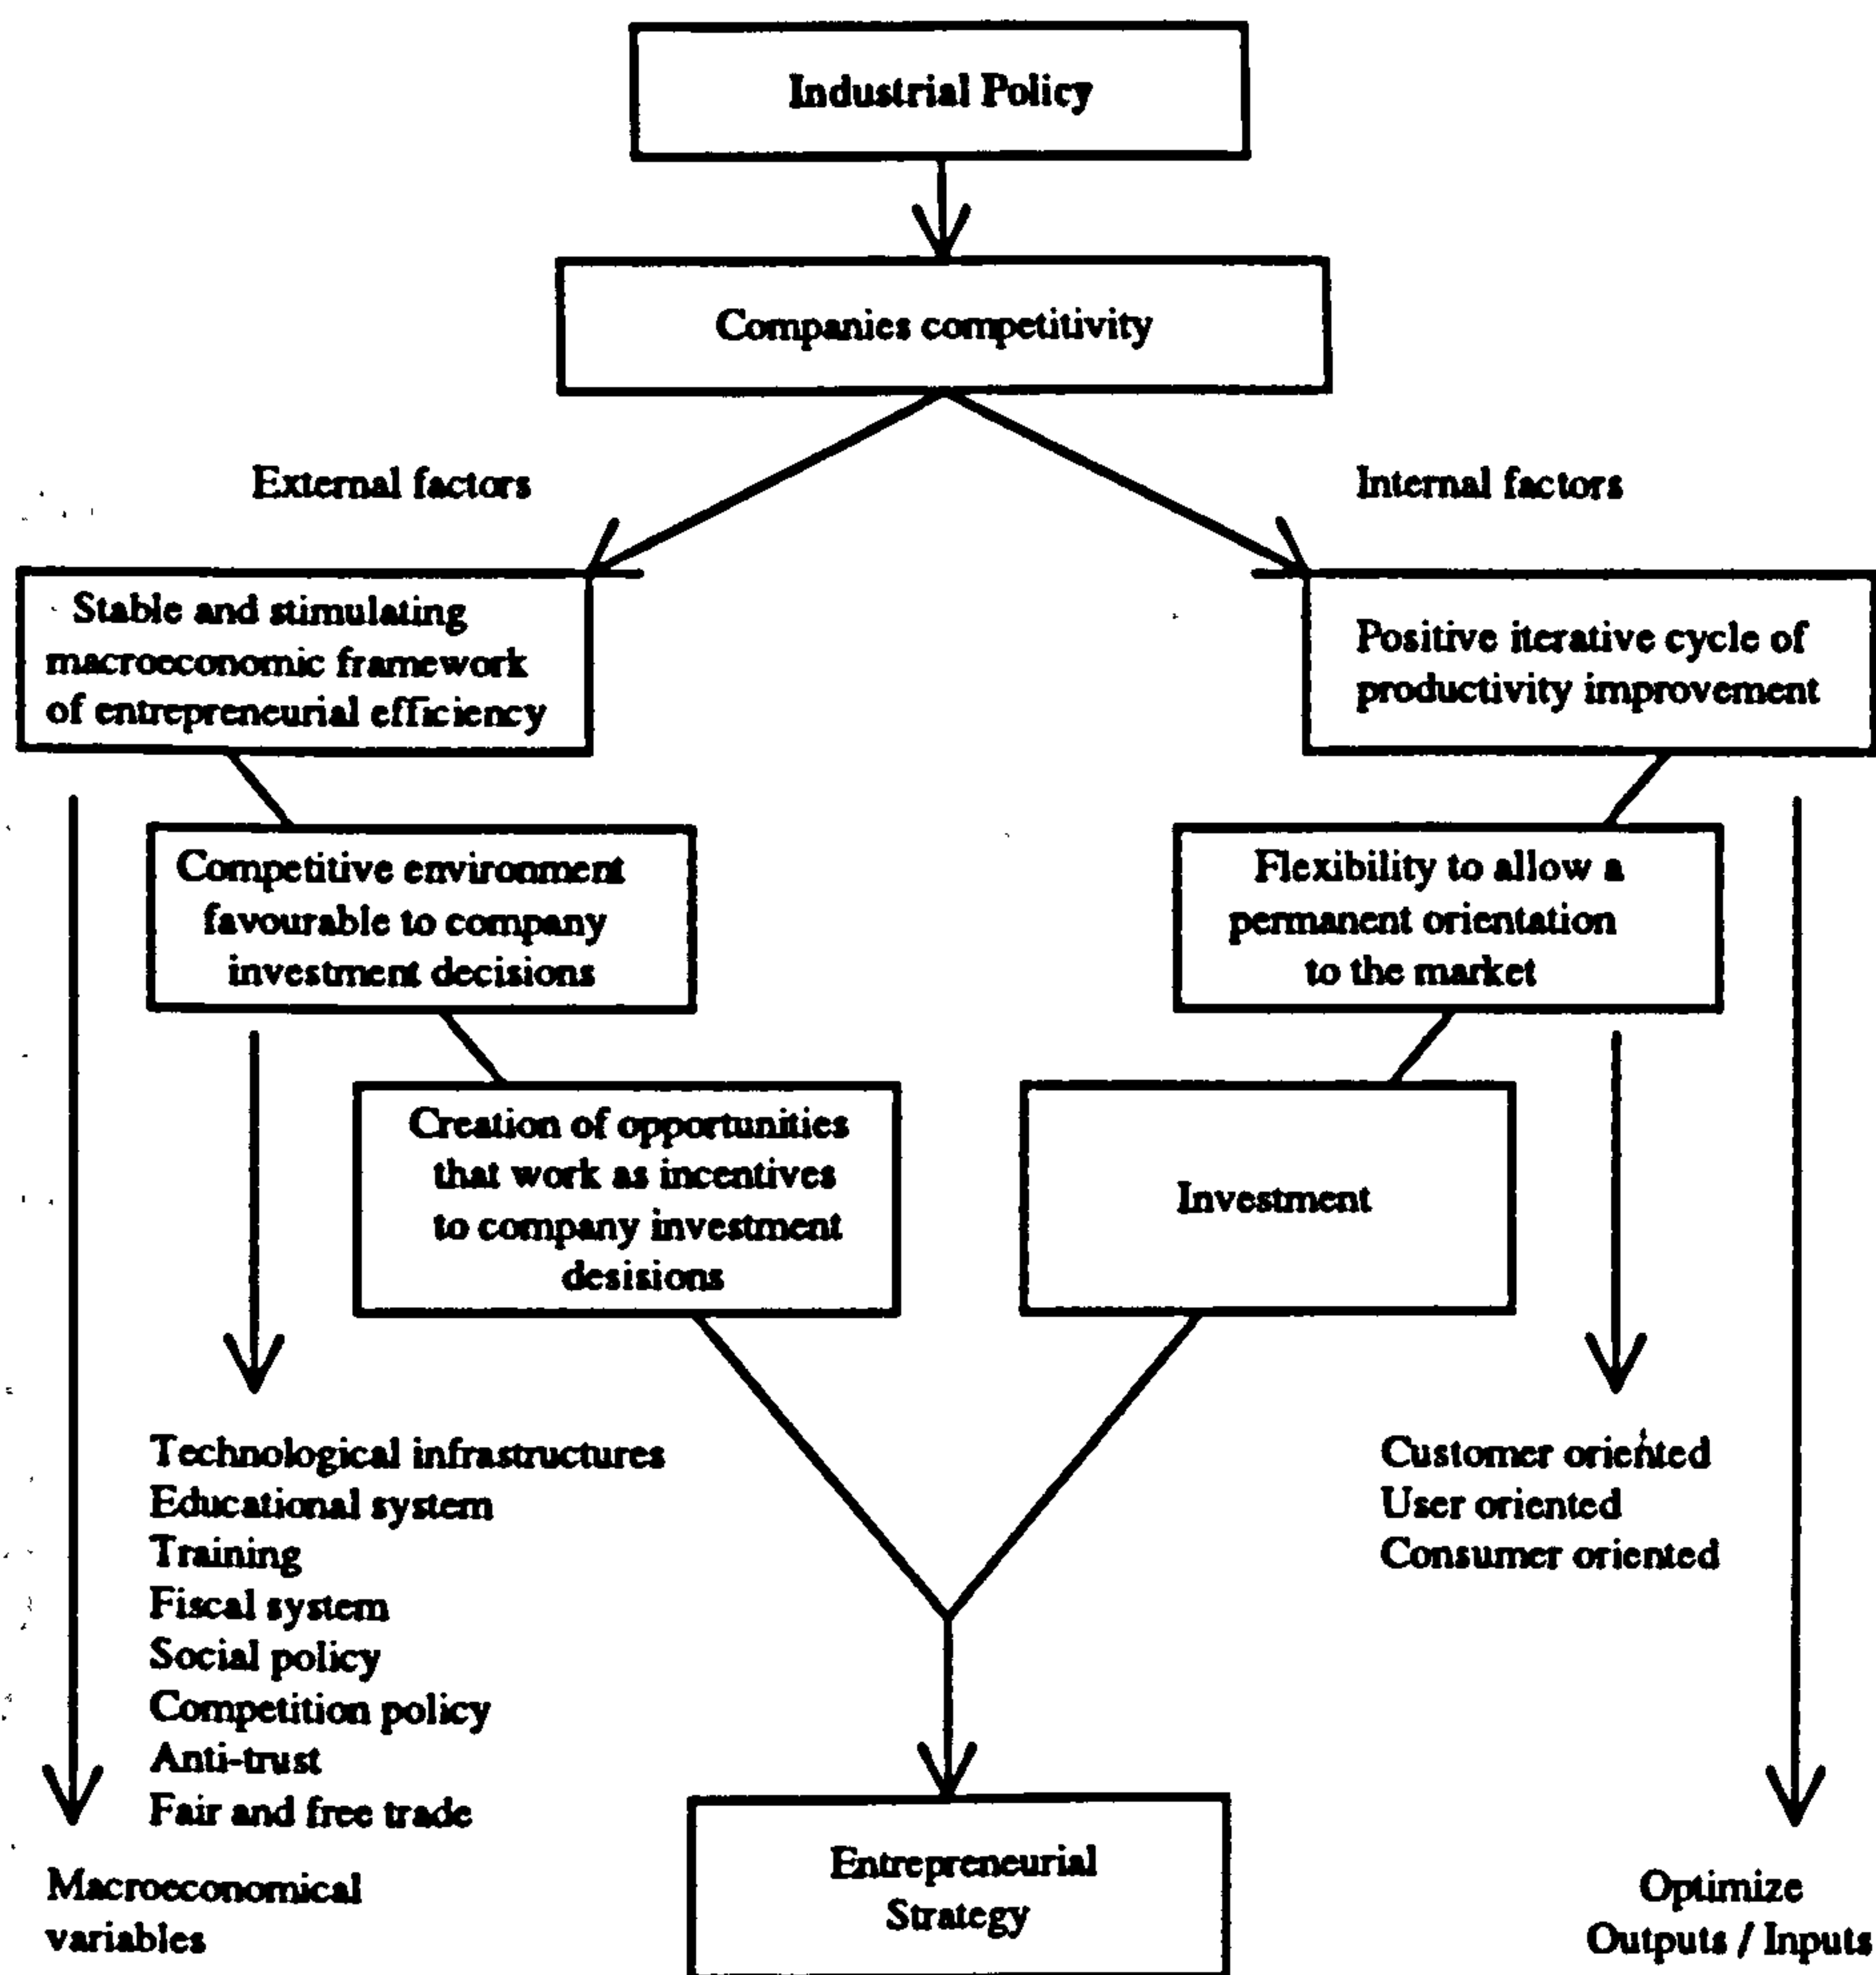 Industrial Policy
Companies competitivity
External factors
Internal factors
Stable and stimulating
macroeconomic framework
of entrepreneurial efficiency
Positive iterative cycle of
productivity improvement
Competitive environment
favourable to company
investment decisions
Flexibility to allow a
permanent orientation
to the market
Creation of opportunities
that work as incentives
to company investment
desisions
Investment
Technological infrastructures
Educational system
Training
Fiscal system
Social policy
Competition policy
Anti-trust
Fair and free trade
Customer oriented
User oriented
Consumer oriented
Macroeconomical
variables
Entrepreneurial
Strategy
Optimize
Outputs / Inputs